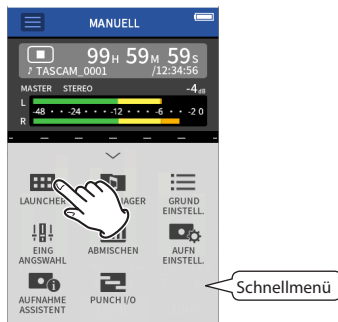 MANUELL
99H 59M 59S
♪ TASCAM_0001 /12:34:56
MASTER STEREO -4dB
L
-48 · · -24 · · · -12 · · · -6 · · -2 0
R
LAUNCHER
GRUND
EINSTELL.
EING
ANGSWAHL
ABMISCHEN
AUFN
EINSTELL.
AUFNAHME
ASSISTENT
PUNCH I/O
Schnellmenü